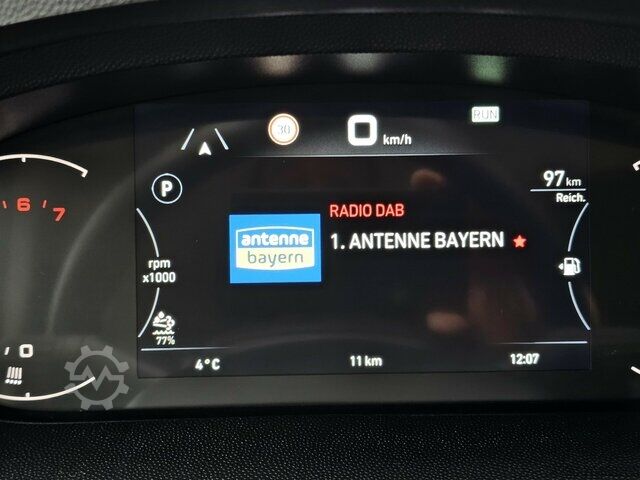 30
0 km/h
RUN
P
97 km
Reich.
6 7
RADIO DAB
1. ANTENNE BAYERN
antenne
bayern
rpm
x1000
77%
0
4°C
11 km
12:07